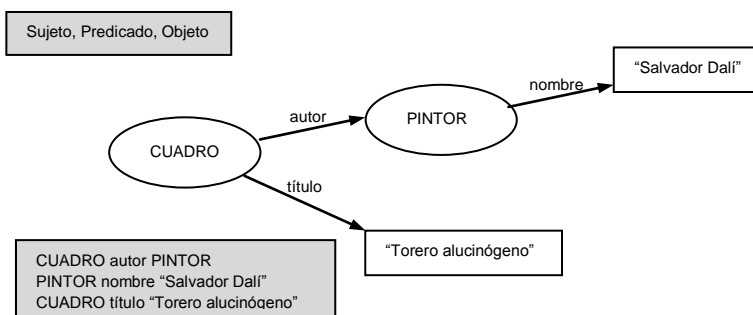 Sujeto, Predicado, Objeto
“Salvador Dalí”
nombre
autor
PINTOR
CUADRO
título
“Torero alucinógeno”
CUADRO autor PINTOR
PINTOR nombre “Salvador Dalí”
CUADRO título “Torero alucinógeno”